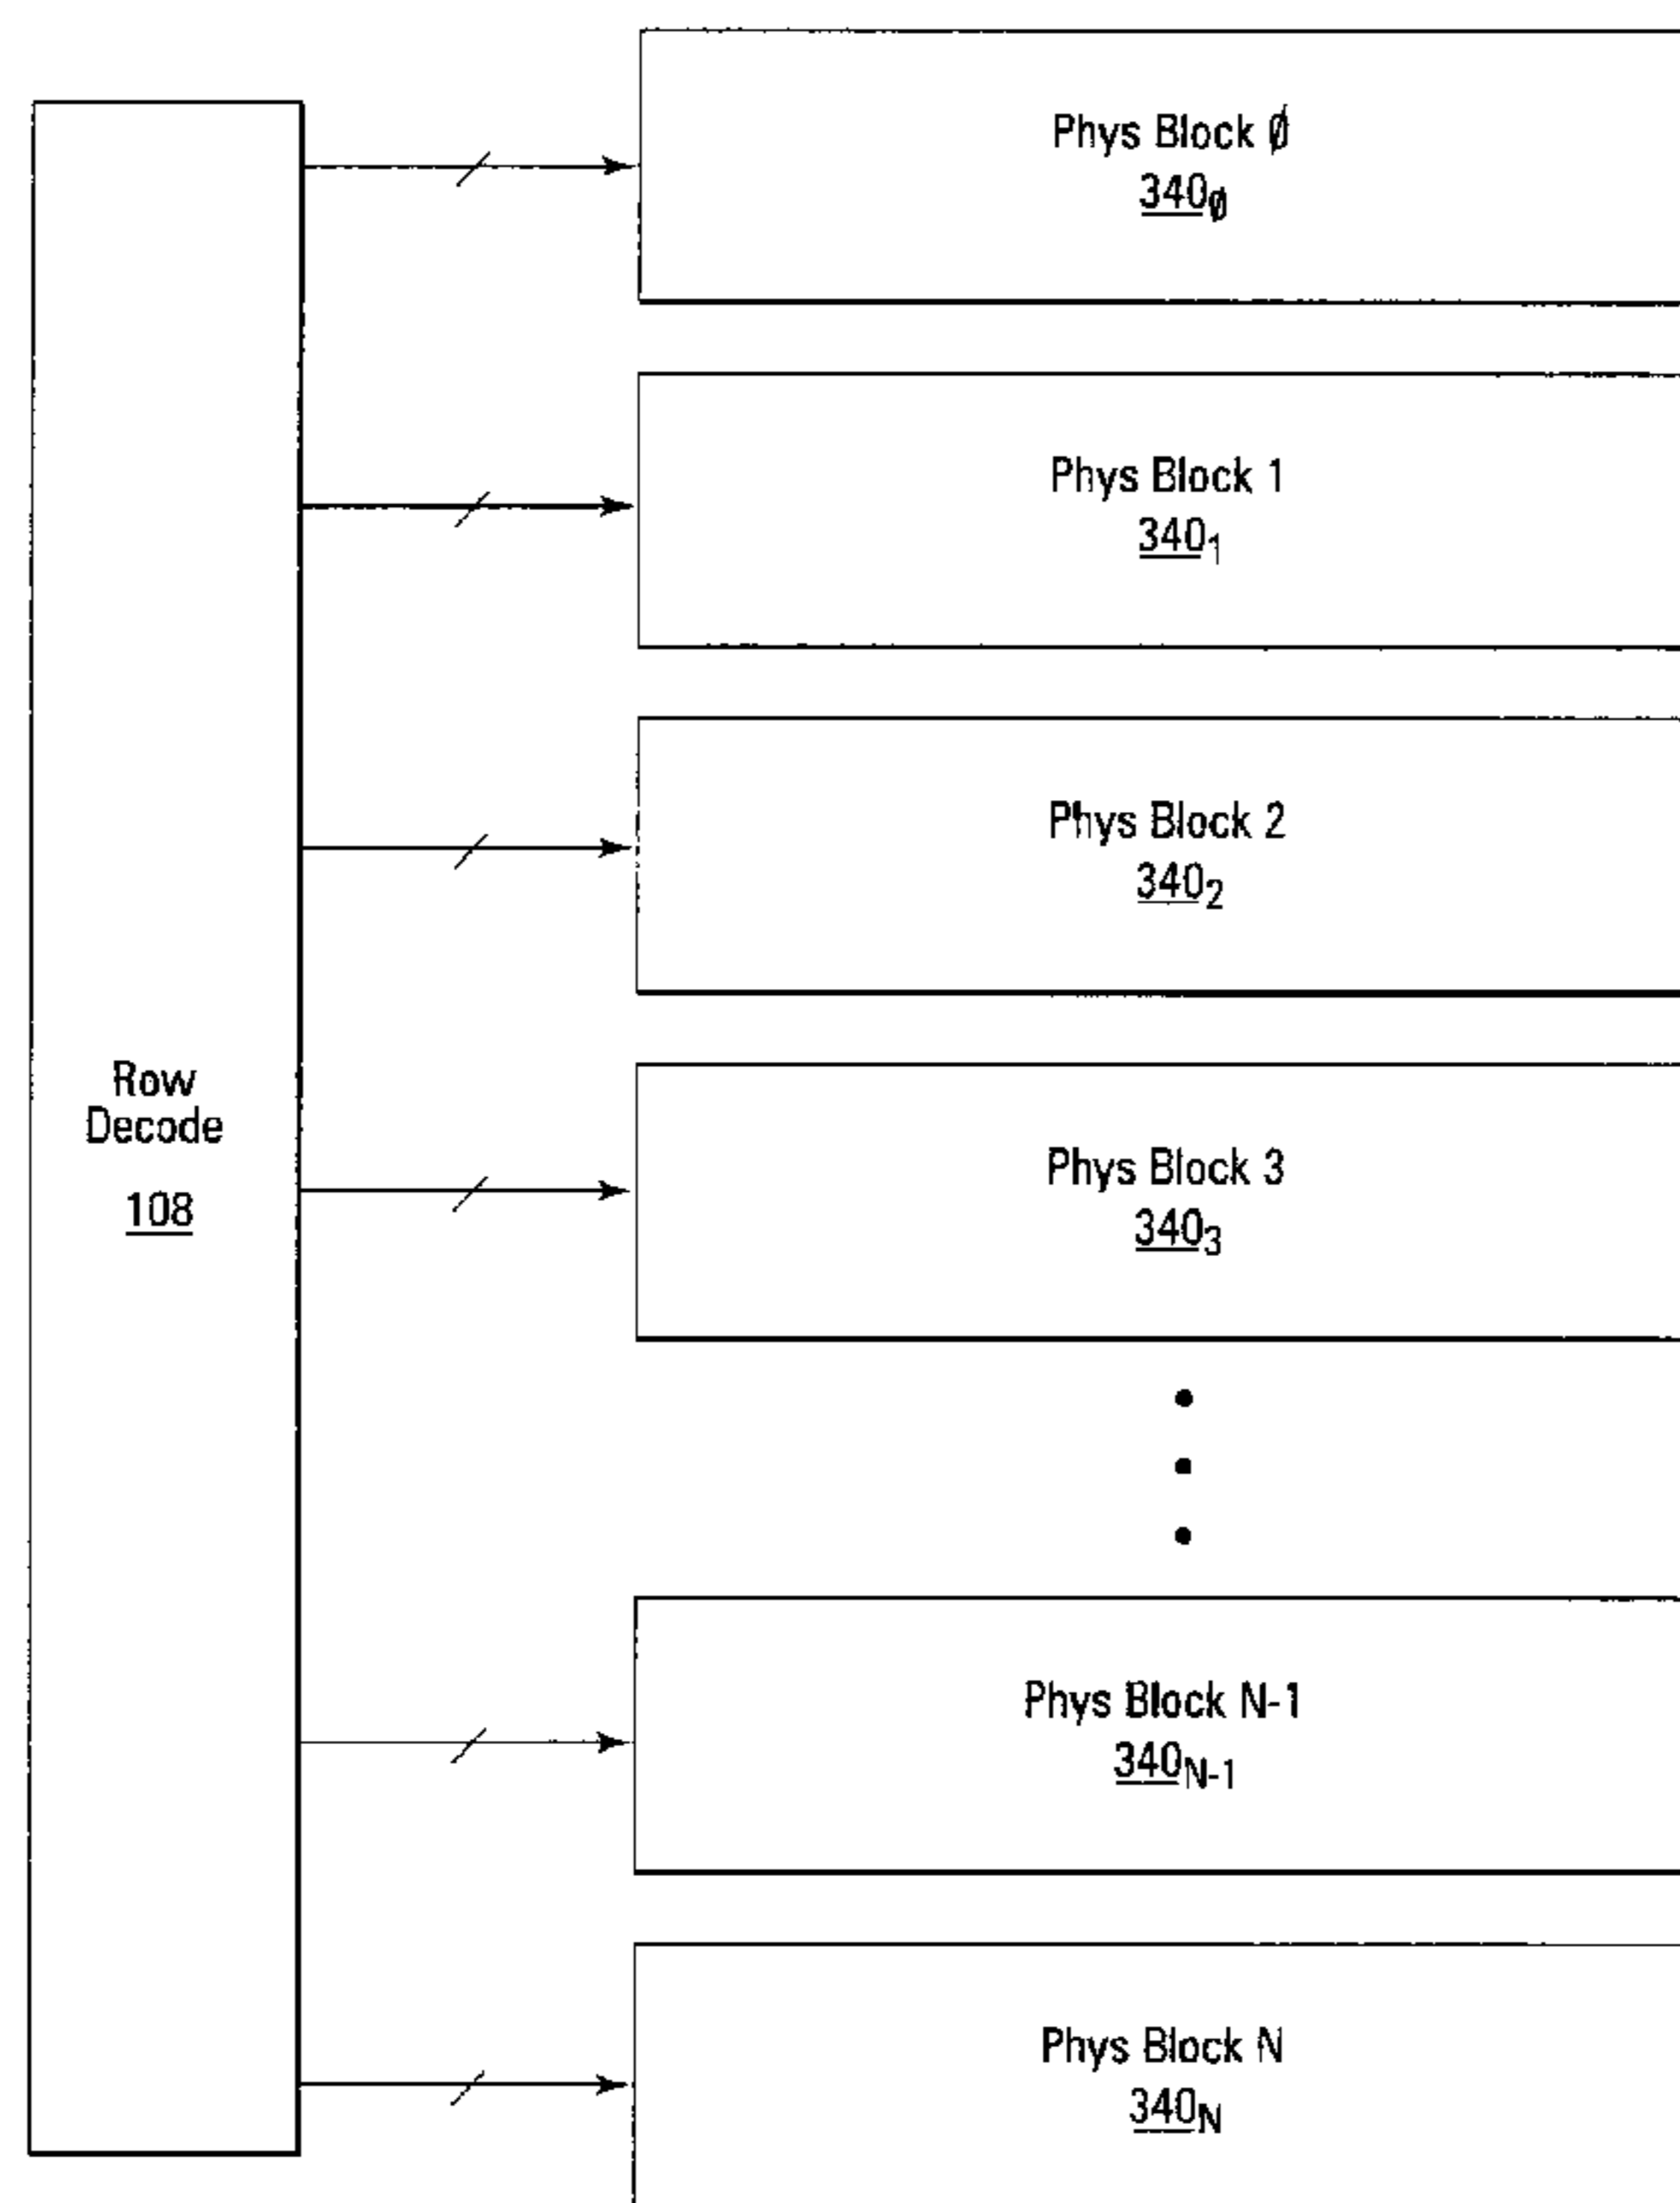 Phys Block Ø
340Ø
Phys Block 1
340₁
Phys Block 2
340₂
Row
Decode
108
Phys Block 3
340₃
Phys Block N-1
340N-1
Phys Block N
340N